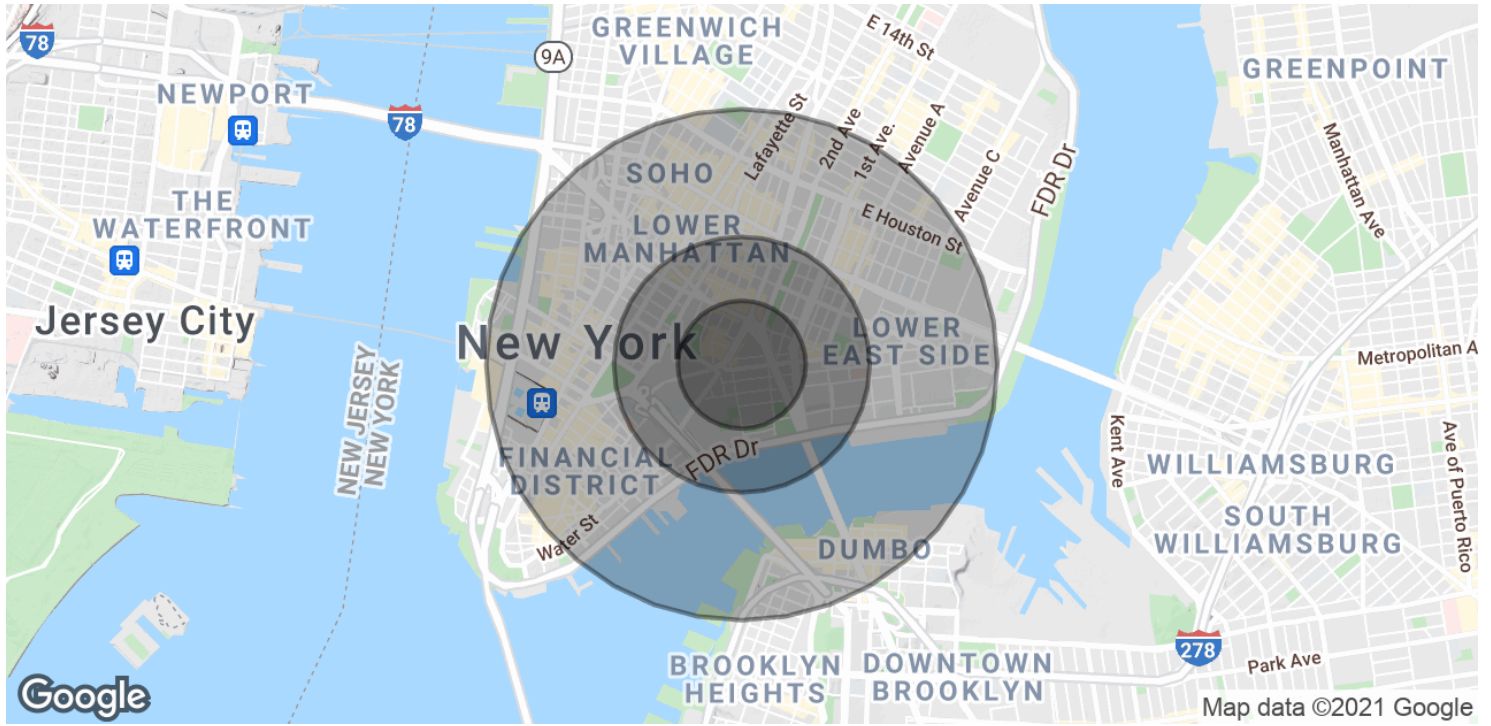 GREENWICH
VILLAGE
E 14th St
78
9A
GREENPOINT
NEWPORT
78
Lafayette St
2nd Ave
1st Ave.
Avenue A
Avenue C
FDR Dr
Manhattan Ave
SOHO
THE
WATERFRONT
LOWER
MANHATTAN
E Houston St
Jersey City
New York
LOWER
EAST SIDE
Metropolitan A
NEW JERSEY
NEW YORK
FINANCIAL
DISTRICT
FDR Dr
Kent Ave
WILLIAMSBURG
Ave of Puerto Rico
Water St
DUMBO
SOUTH
WILLIAMSBURG
278
Park Ave
BROOKLYN
HEIGHTS
DOWNTOWN
BROOKLYN
Google
Map data ©2021 Google